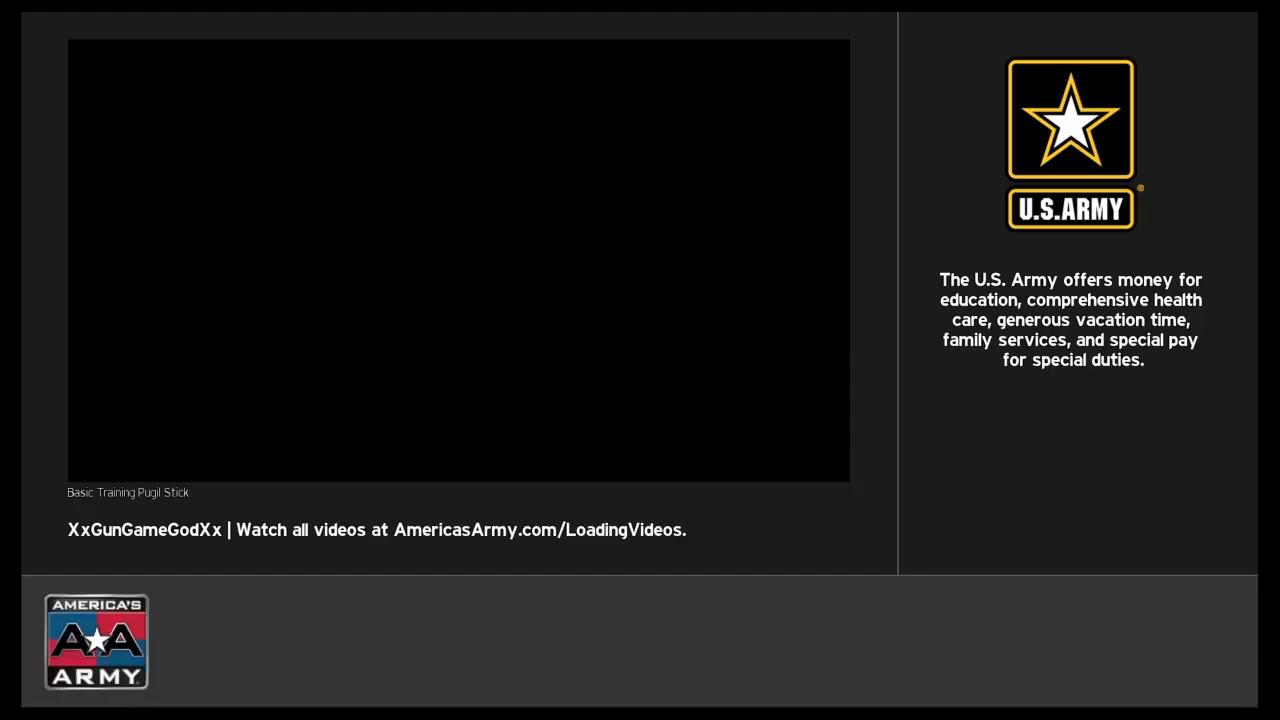 U.S.ARMY
®
The U.S. Army offers money for
education, comprehensive health
care, generous vacation time,
family services, and special pay
for special duties.
Basic Training Pugil Stick
XxGunGameGodXx | Watch all videos at AmericasArmy.com/LoadingVideos.
AMERICA'S
AA
ARMY